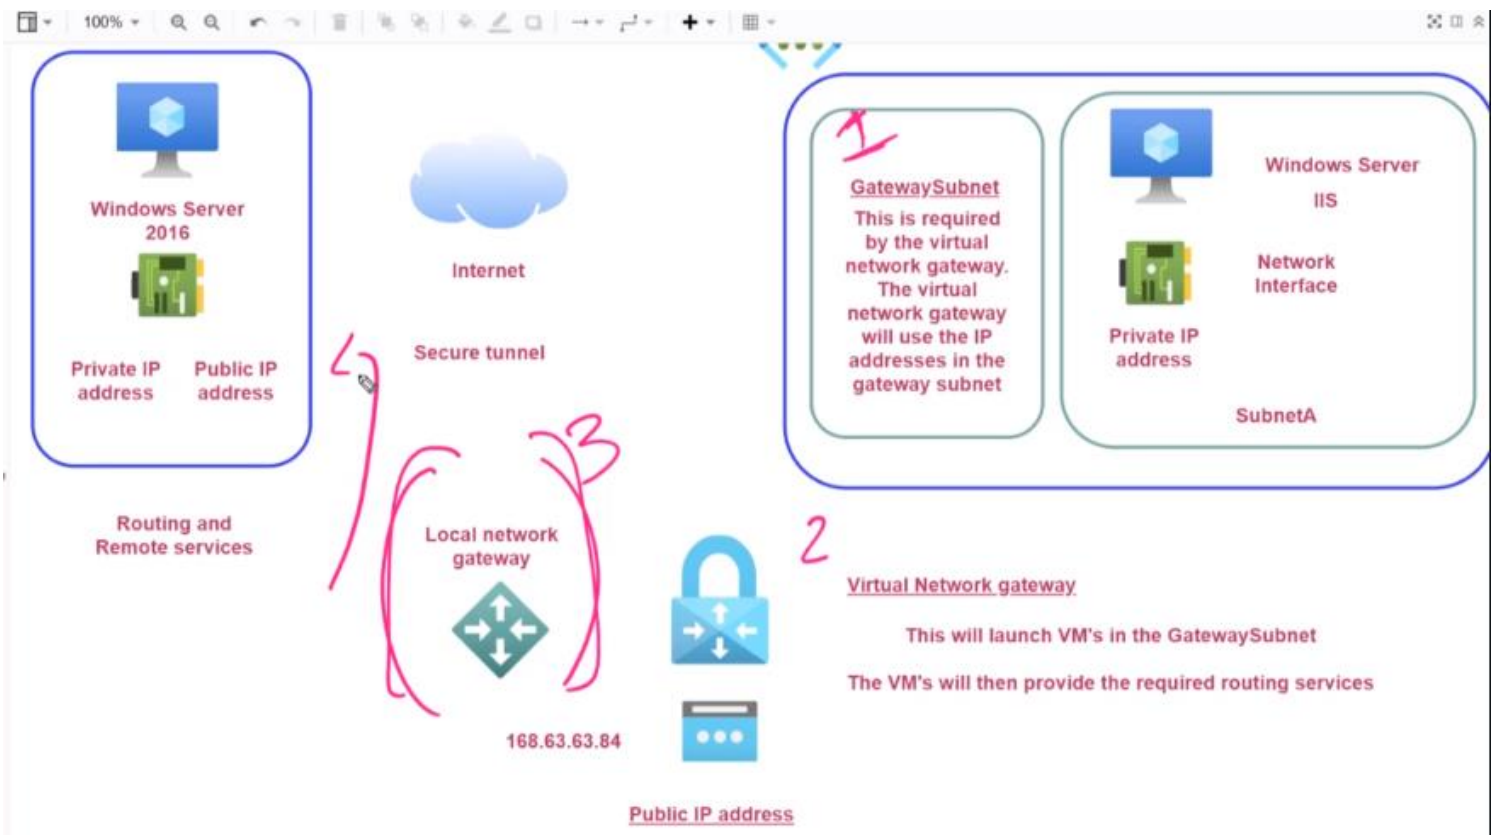 100%
1
Windows Server
2016
Private IP
address
Public IP
address
Routing and
Remote services
Internet
Secure tunnel
3
Local network
gateway
168.63.63.84
Public IP address
GatewaySubnet
This is required
by the virtual
network gateway.
The virtual
network gateway
will use the IP
addresses in the
gateway subnet
Windows Server
IIS
Network
Interface
Private IP
address
SubnetA
2
Virtual Network gateway
This will launch VM's in the GatewaySubnet
The VM's will then provide the required routing services